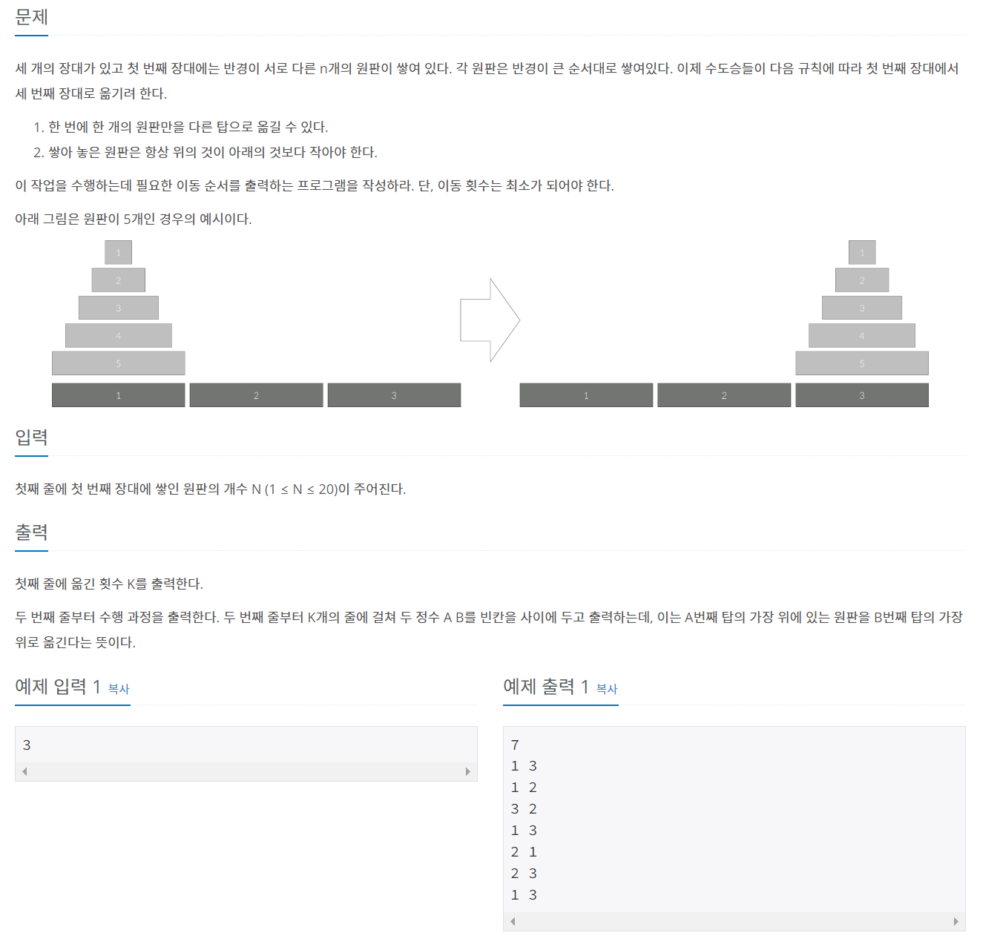 문제
세 개의 장대가 있고 첫 번째 장대에는 반경이 서로 다른 n개의 원판이 쌓여 있다. 각 원판은 반경이 큰 순서대로 쌓여있다. 이제 수도승들이 다음 규칙에 따라 첫 번째 장대에서
세 번째 장대로 옮기려 한다.
1. 한 번에 한 개의 원판만을 다른 탑으로 옮길 수 있다.
2. 쌓아 놓은 원판은 항상 위의 것이 아래의 것보다 작아야 한다.
이 작업을 수행하는데 필요한 이동 순서를 출력하는 프로그램을 작성하라. 단, 이동 횟수는 최소가 되어야 한다.
아래 그림은 원판이 5개인 경우의 예시이다.
1 1
2 2
3 3
4 4
5 5
1 2 3 1 2 3
입력
첫째 줄에 첫 번째 장대에 쌓인 원판의 개수 N (1 ≤ N ≤ 20)이 주어진다.
출력
첫째 줄에 옮긴 횟수 K를 출력한다.
두 번째 줄부터 수행 과정을 출력한다. 두 번째 줄부터 K개의 줄에 걸쳐 두 정수 A B를 빈칸을 사이에 두고 출력하는데, 이는 A번째 탑의 가장 위에 있는 원판을 B번째 탑의 가장
위로 옮긴다는 뜻이다.
예제 입력 1 복사
3
예제 출력 1 복사
7
1 3
1 2
3 2
1 3
2 1
2 3
1 3